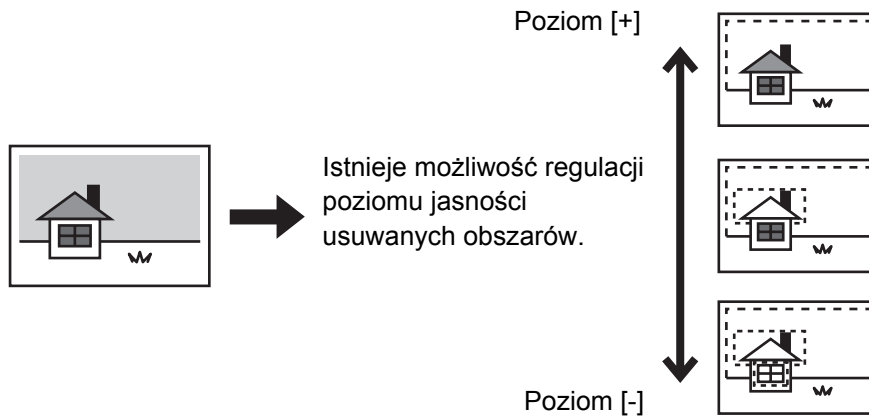 Poziom [+]
Istnieje możliwość regulacji
poziomu jasności
usuwanych obszarów.
Poziom [-]